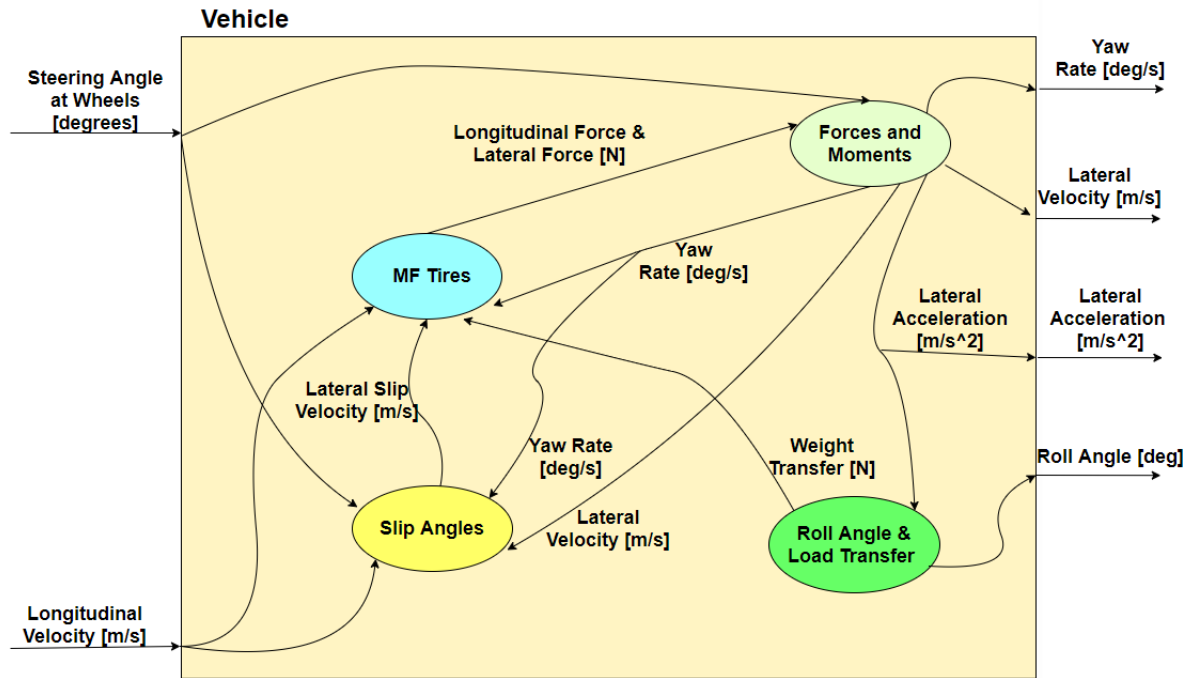 Vehicle
Steering Angle
at Wheels
[degrees]
Yaw
Rate [deg/s]
Longitudinal Force &
Lateral Force [N]
Forces and
Moments
Lateral
Velocity [m/s]
MF Tires
Yaw
Rate [deg/s]
Lateral
Acceleration
[m/s^2]
Lateral
Acceleration
[m/s^2]
Lateral Slip
Velocity [m/s]
Yaw Rate
[deg/s]
Weight
Transfer [N]
Roll Angle [deg]
Slip Angles
Lateral
Velocity [m/s]
Roll Angle &
Load Transfer
Longitudinal
Velocity [m/s]